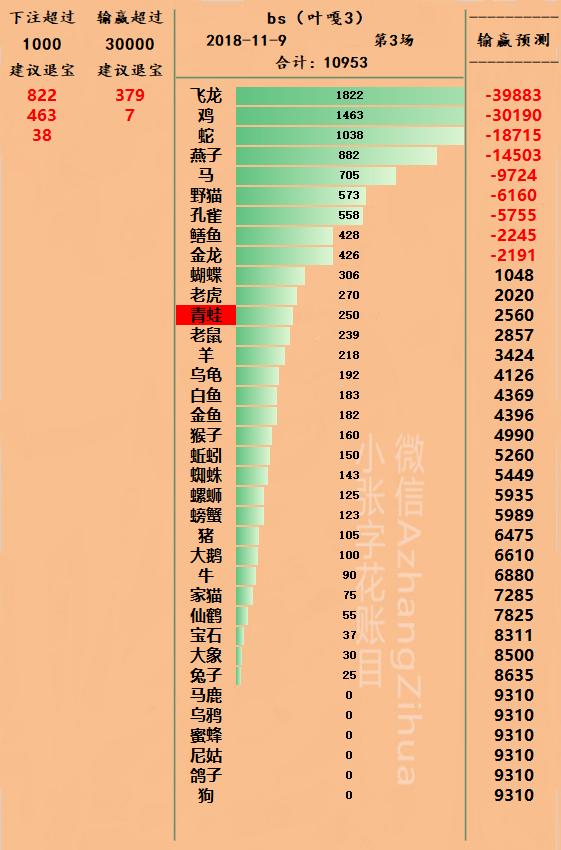 下注超过 输赢超过
1000 30000
建议退宝 建议退宝
822 379
463 7
38
bs（叶嘎3）
2018-11-9 第3场
合计：10953
输赢预测
飞龙 1822 -39883
鸡 1463 -30190
蛇 1038 -18715
燕子 882 -14503
马 705 -9724
野猫 573 -6160
孔雀 558 -5755
鳝鱼 428 -2245
金龙 426 -2191
蝴蝶 306 1048
老虎 270 2020
青蛙 250 2560
老鼠 239 2857
羊 218 3424
乌龟 192 4126
白鱼 183 4369
金鱼 182 4396
猴子 160 4990
蚯蚓 150 5260
蜘蛛 143 5449
螺蛳 125 5935
螃蟹 123 5989
猪 105 6475
大鹅 100 6610
牛 90 6880
家猫 75 7285
仙鹤 55 7825
宝石 37 8311
大象 30 8500
兔子 25 8635
马鹿 0 9310
乌鸦 0 9310
蜜蜂 0 9310
尼姑 0 9310
鸽子 0 9310
狗 0 9310
微信AzhangZihua
小张字花账目